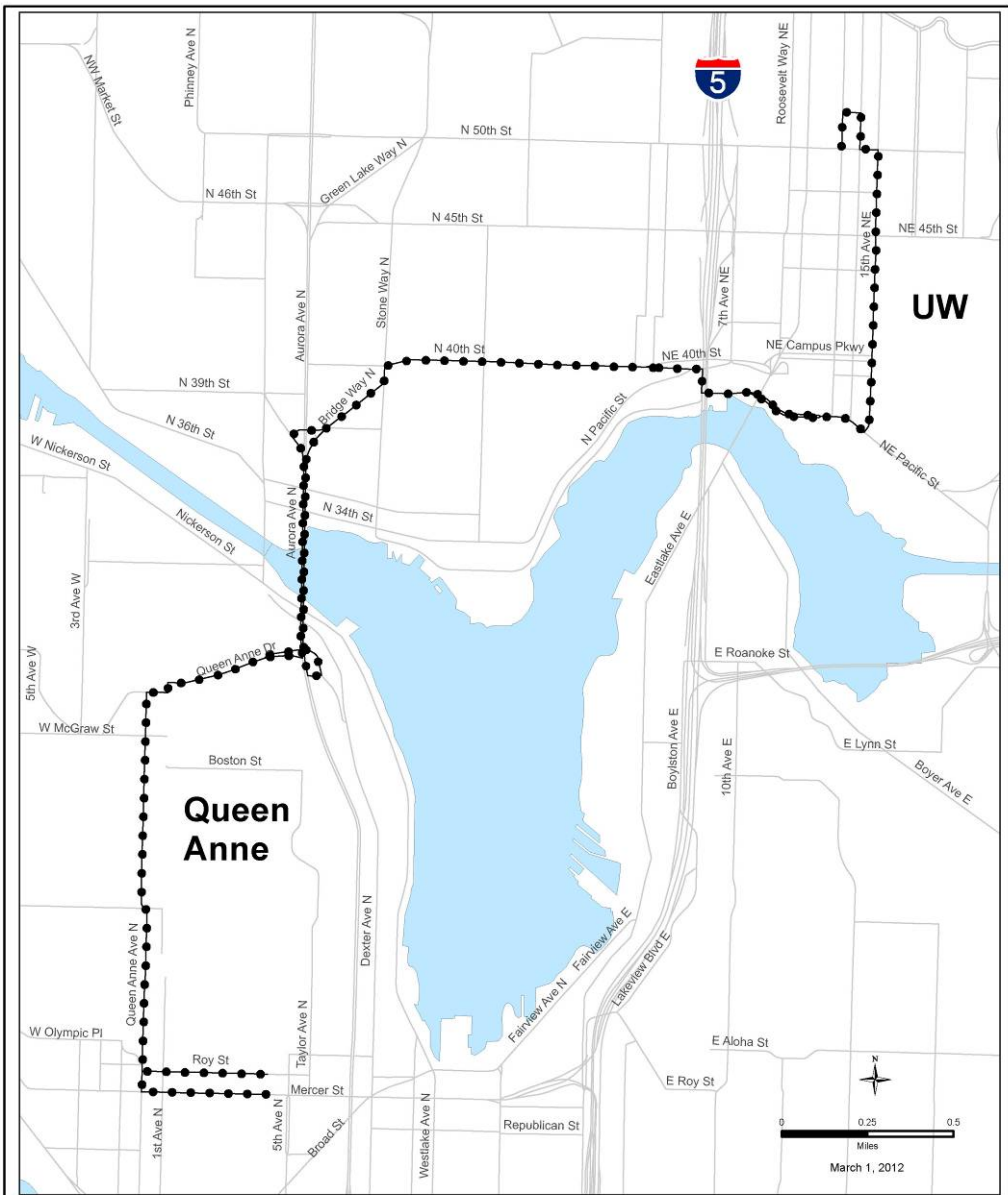 Phinney Ave N
NW Market St
5
Roosevelt Way NE
N 50th St
Green Lake Way N
N 46th St
N 45th St
NE 45th St
15th Ave NE
UW
Stone Way N
7th Ave NE
Aurora Ave N
N 40th St
NE 40th St
NE Campus Pkwy
N 39th St
Bridge Way N
N 36th St
N Pacific St
W Nickerson St
NE Pacific St
Nickerson St
Aurora Ave N
N 34th St
Eastlake Ave E
3rd Ave W
5th Ave W
Queen Anne Dr
E Roanoke St
W McGraw St
Boston St
E Lynn St
Boyer Ave E
Boylston Ave E
10th Ave E
Queen
Anne
Queen Anne Ave N
Dexter Ave N
Fairview Ave E
Lakeview Blvd E
Fairview Ave N
W Olympic Pl
Roy St
Taylor Ave N
E Aloha St
E Roy St
Mercer St
1st Ave N
5th Ave N
Broad St
Westlake Ave N
Republican St
N
0 0.25 0.5
Miles
March 1, 2012